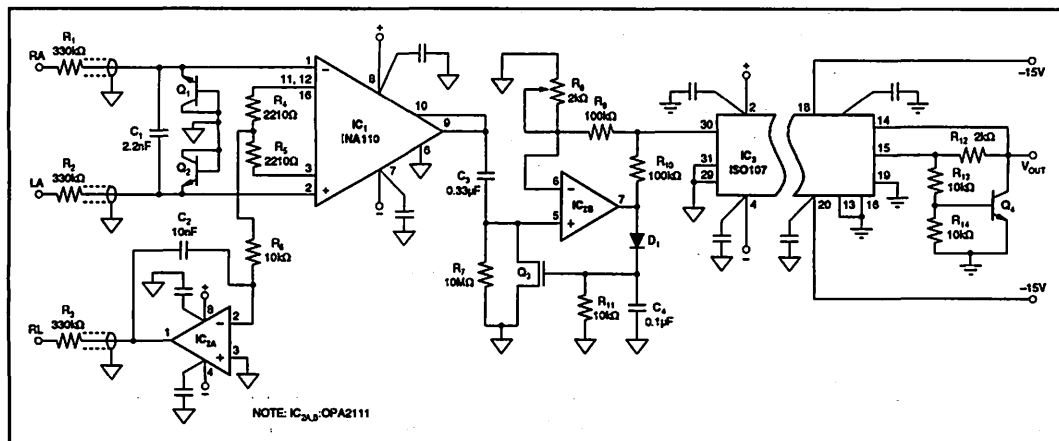 RA
R1
330kΩ
C1
2.2nF
Q1
Q2
LA
R2
330kΩ
C2
10nF
RL
R3
330kΩ
1
8
2
3
4
IC2A
R6
10kΩ
1
11, 12
16
R4
2210Ω
R5
2210Ω
3
2
IC1
INA110
8
10
9
6
7
C3
0.33µF
R7
10MΩ
Q3
R8
2kΩ
R9
100kΩ
R10
100kΩ
6
5
7
IC2B
D1
R11
10kΩ
C4
0.1µF
2
30
31
29
4
IC3
ISO107
18
14
15
19
20
13
16
R12 2kΩ
R13
10kΩ
R14
10kΩ
Q4
VOUT
–15V
–15V
NOTE: IC2A,B:OPA2111